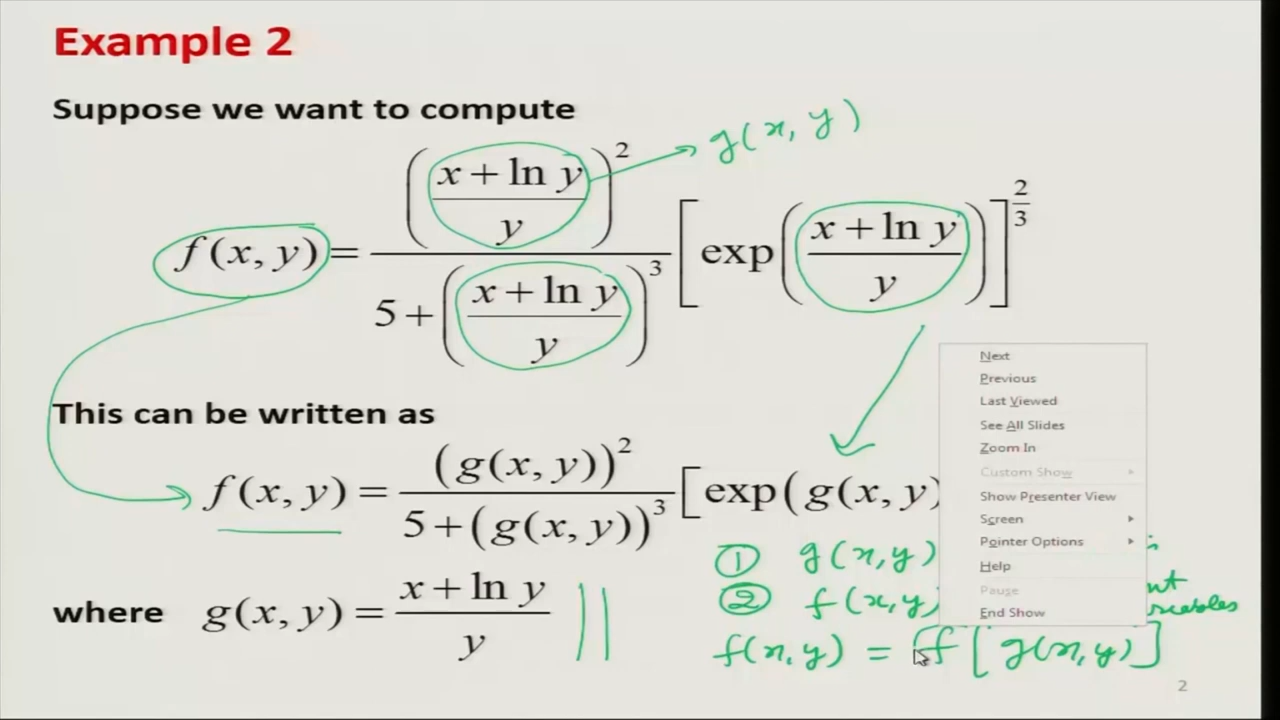 Example 2
Suppose we want to compute
g(x, y)
f(x, y) = ((x + ln y)/y)^2 / (5 + ((x + ln y)/y)^3) [exp((x + ln y)/y)]^(2/3)
This can be written as
f(x, y) = (g(x, y))^2 / (5 + (g(x, y))^3) [exp(g(x, y)
where g(x, y) = (x + ln y)/y
① g(x, y)
② f(x, y)
f(x, y) = f[g(x, y)]
Next
Previous
Last Viewed
See All Slides
Zoom In
Custom Show
Show Presenter View
Screen
Pointer Options
Help
Pause
End Show
2